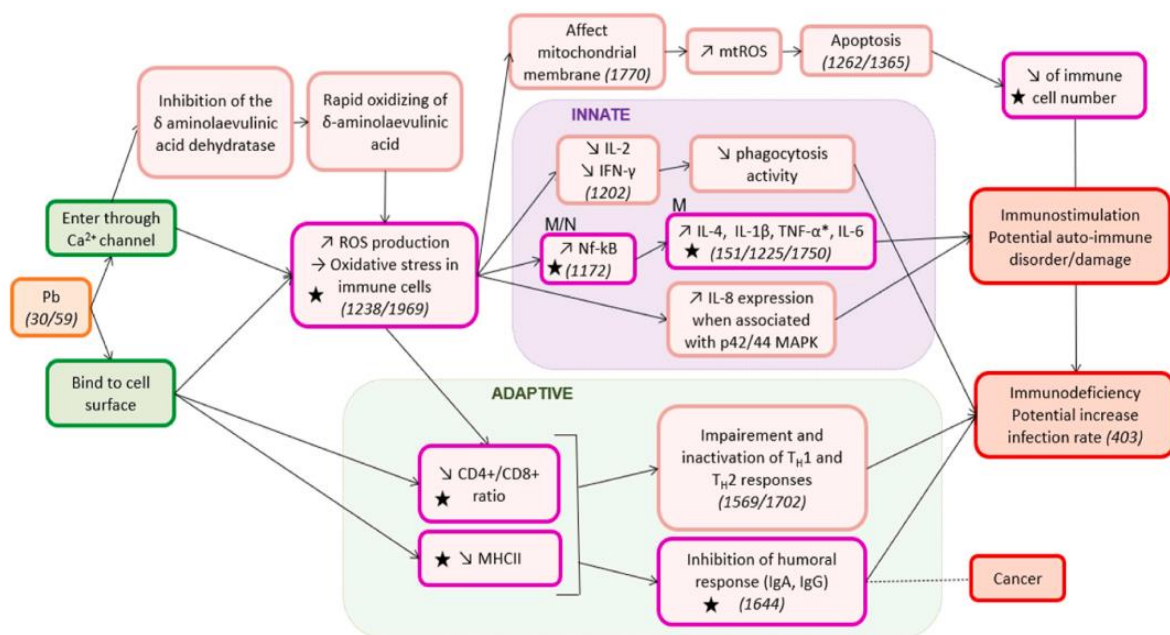 Affect
mitochondrial
membrane (1770)
↗ mtROS
Apoptosis
(1262/1365)
↘ of immune
★ cell number
Inhibition of the
δ aminolaevulinic
acid dehydratase
Rapid oxidizing of
δ-aminolaevulinic
acid
INNATE
↘ IL-2
↘ IFN-γ
(1202)
↘ phagocytosis
activity
Enter through
Ca²⁺ channel
↗ ROS production
→ Oxidative stress in
immune cells
★ (1238/1969)
M/N
↗ Nf-kB
★ (1172)
M
↗ IL-4, IL-1β, TNF-α*, IL-6
★ (151/1225/1750)
Immunostimulation
Potential auto-immune
disorder/damage
Pb
(30/59)
↗ IL-8 expression
when associated
with p42/44 MAPK
Bind to cell
surface
ADAPTIVE
Immunodeficiency
Potential increase
infection rate (403)
↘ CD4+/CD8+
★ ratio
Impairement and
inactivation of TH1 and
TH2 responses
(1569/1702)
★ ↘ MHCII
Inhibition of humoral
response (IgA, IgG)
★ (1644)
Cancer